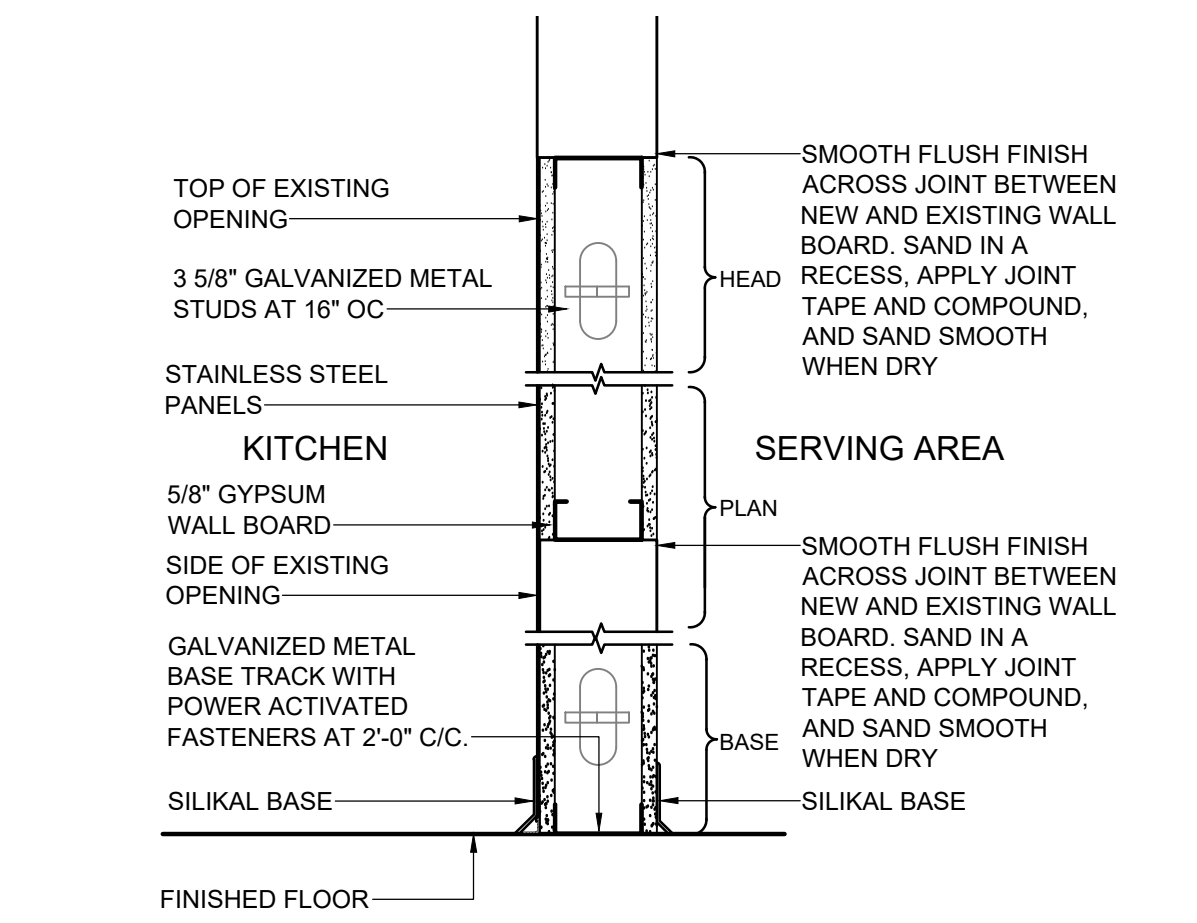 TOP OF EXISTING
OPENING
3 5/8" GALVANIZED METAL
STUDS AT 16" OC
STAINLESS STEEL
PANELS
KITCHEN
5/8" GYPSUM
WALL BOARD
SIDE OF EXISTING
OPENING
GALVANIZED METAL
BASE TRACK WITH
POWER ACTIVATED
FASTENERS AT 2'-0" C/C.
SILIKAL BASE
FINISHED FLOOR
HEAD
PLAN
BASE
SMOOTH FLUSH FINISH
ACROSS JOINT BETWEEN
NEW AND EXISTING WALL
BOARD. SAND IN A
RECESS, APPLY JOINT
TAPE AND COMPOUND,
AND SAND SMOOTH
WHEN DRY
SERVING AREA
SMOOTH FLUSH FINISH
ACROSS JOINT BETWEEN
NEW AND EXISTING WALL
BOARD. SAND IN A
RECESS, APPLY JOINT
TAPE AND COMPOUND,
AND SAND SMOOTH
WHEN DRY
SILIKAL BASE